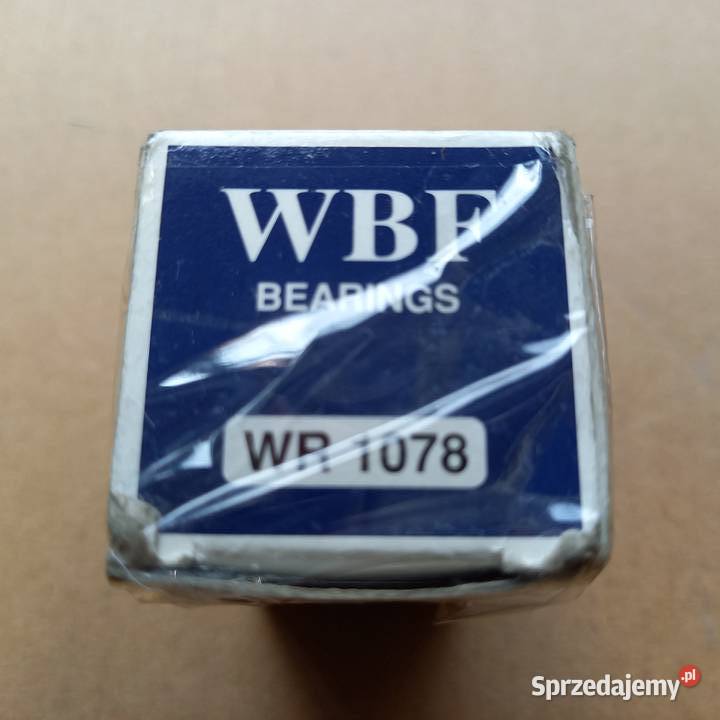 WBF
BEARINGS
WR 1078
Sprzedajemy.pl